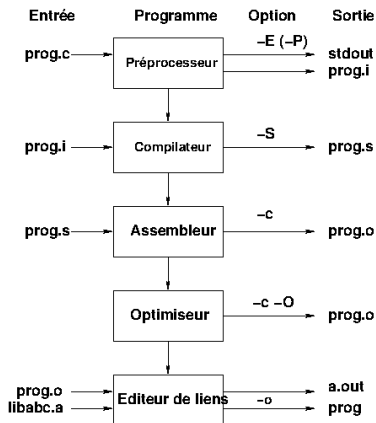 Entrée Programme Option Sortie
prog.c Préprocesseur –E (–P) stdout
prog.i
prog.i Compilateur –S prog.s
prog.s Assembleur –c prog.o
Optimiseur –c –O prog.o
prog.o Editeur de liens a.out
libabc.a –o prog